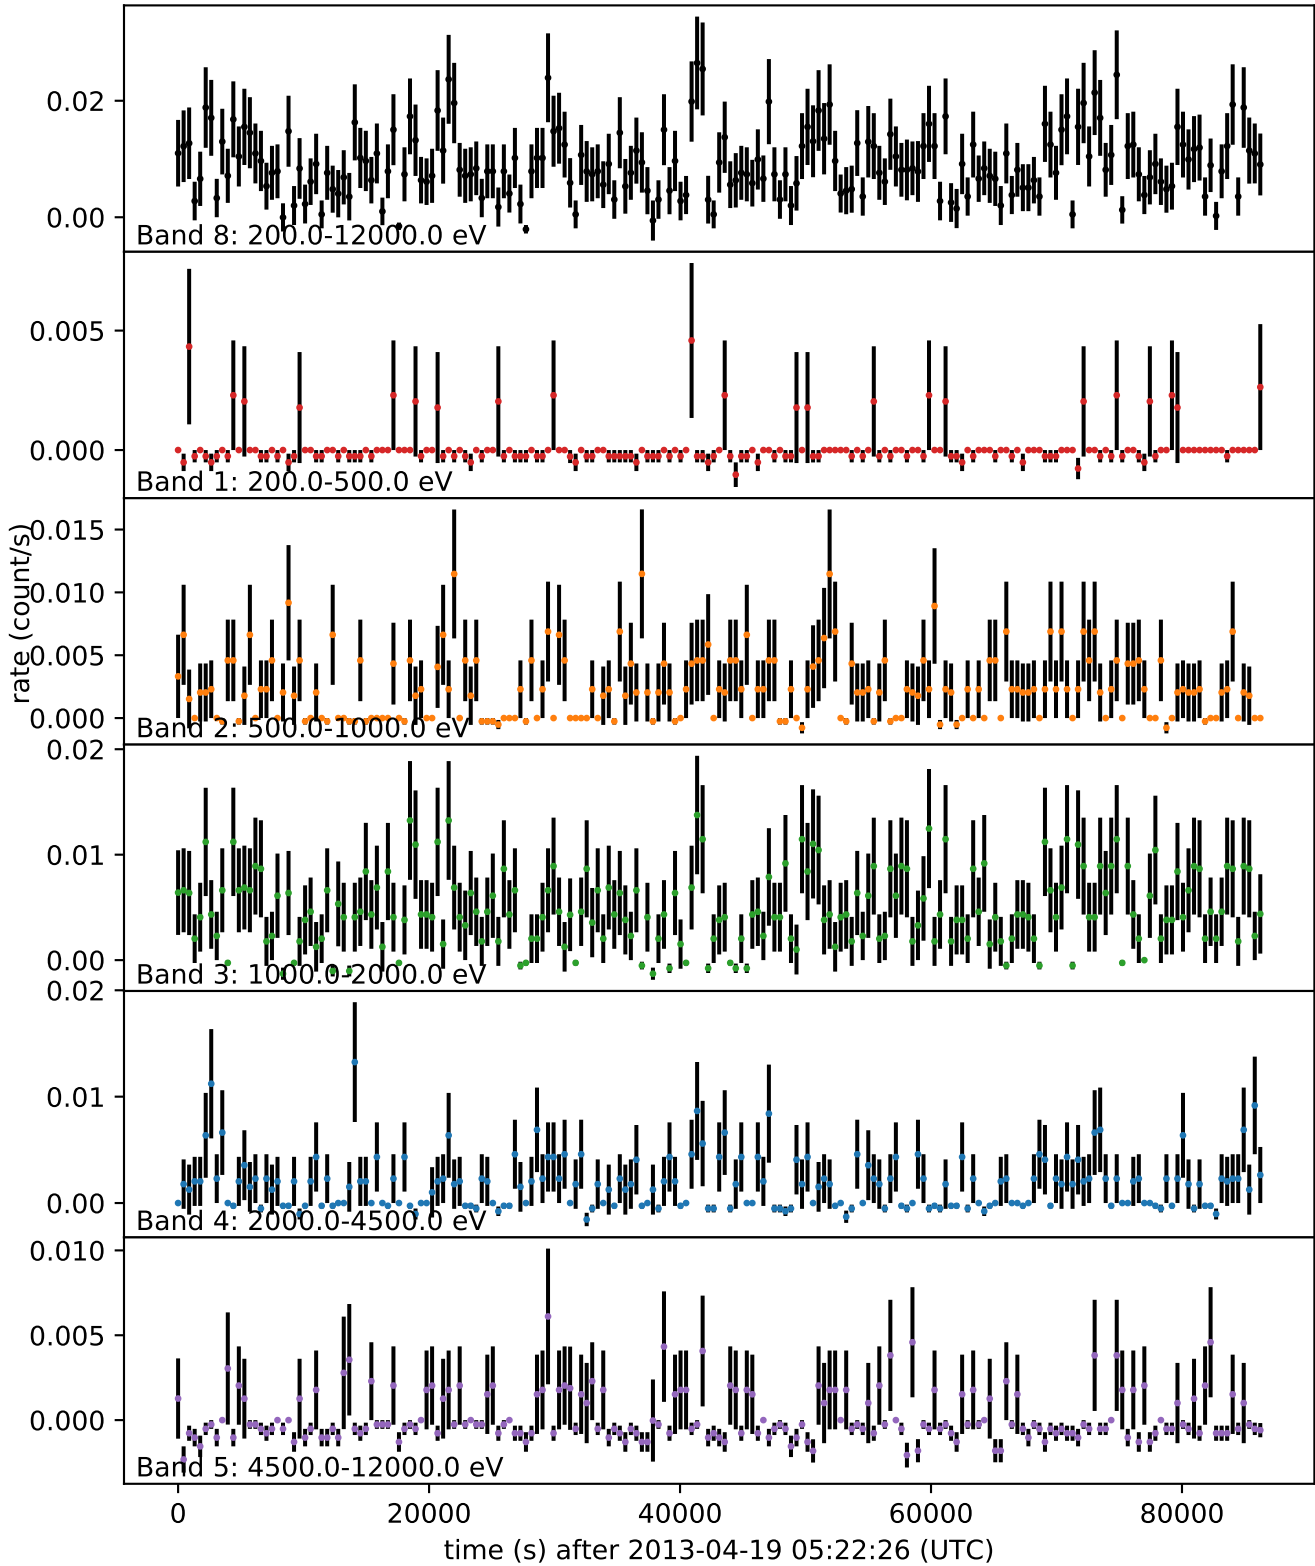 0.02
0.00
Band 8: 200.0-12000.0 eV
0.005
0.000
Band 1: 200.0-500.0 eV
rate (count/s)
0.015
0.010
0.005
0.000
Band 2: 500.0-1000.0 eV
0.02
0.01
0.00
Band 3: 1000.0-2000.0 eV
0.02
0.01
0.00
Band 4: 2000.0-4500.0 eV
0.010
0.005
0.000
Band 5: 4500.0-12000.0 eV
0 20000 40000 60000 80000
time (s) after 2013-04-19 05:22:26 (UTC)